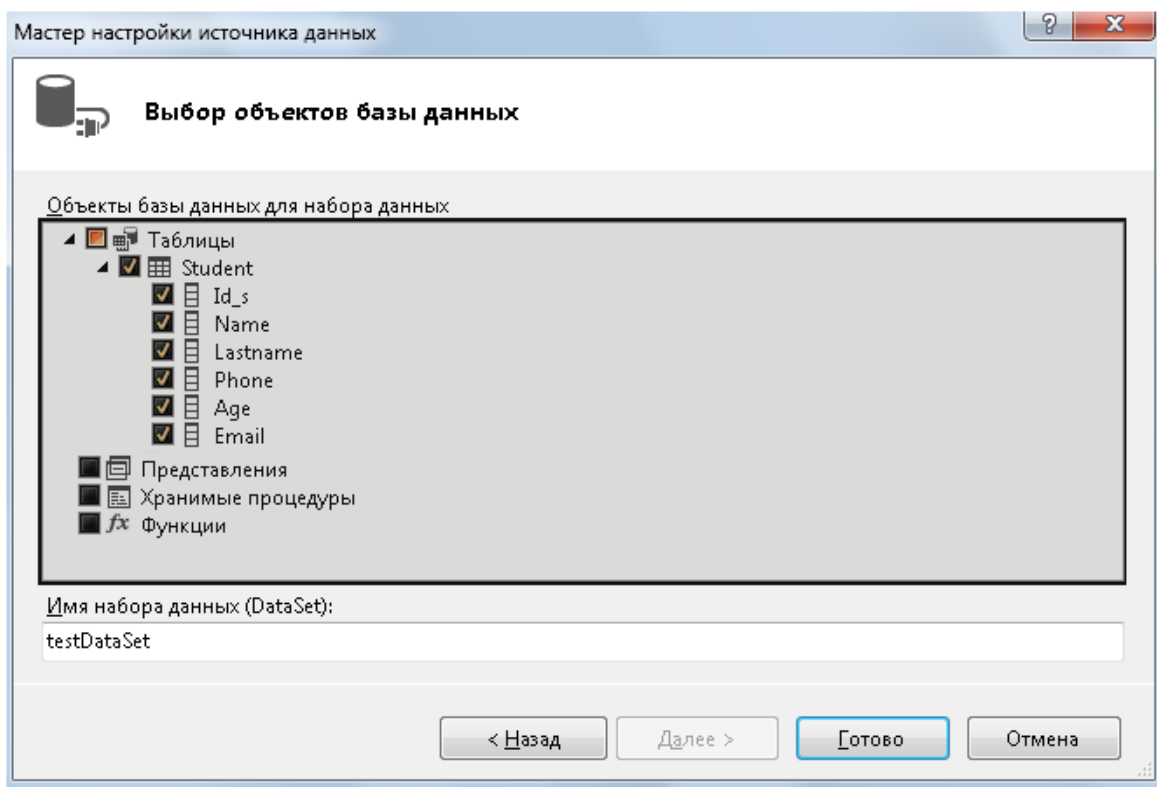 Мастер настройки источника данных
Выбор объектов базы данных
Объекты базы данных для набора данных
Таблицы
Student
Id_s
Name
Lastname
Phone
Age
Email
Представления
Хранимые процедуры
fx Функции
Имя набора данных (DataSet):
testDataSet
< Назад Далее > Готово Отмена